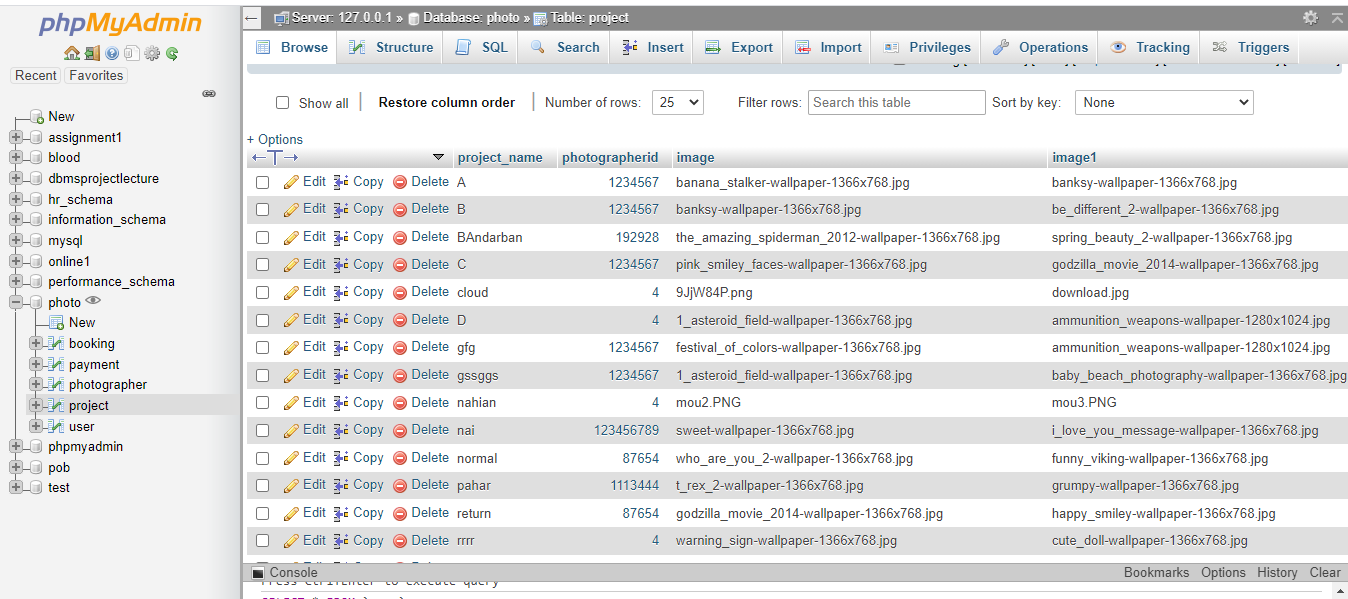 phpMyAdmin
Recent Favorites
New
assignment1
blood
dbmsprojectlecture
hr_schema
information_schema
mysql
online1
performance_schema
photo
New
booking
payment
photographer
project
user
phpmyadmin
pob
test
Server: 127.0.0.1 » Database: photo » Table: project
Browse Structure SQL Search Insert Export Import Privileges Operations Tracking Triggers
Show all Restore column order Number of rows: 25 Filter rows: Search this table Sort by key: None
+ Options
←T→ project_name photographerid image image1
Edit Copy Delete A 1234567 banana_stalker-wallpaper-1366x768.jpg banksy-wallpaper-1366x768.jpg
Edit Copy Delete B 1234567 banksy-wallpaper-1366x768.jpg be_different_2-wallpaper-1366x768.jpg
Edit Copy Delete BAndarban 192928 the_amazing_spiderman_2012-wallpaper-1366x768.jpg spring_beauty_2-wallpaper-1366x768.jpg
Edit Copy Delete C 1234567 pink_smiley_faces-wallpaper-1366x768.jpg godzilla_movie_2014-wallpaper-1366x768.jpg
Edit Copy Delete cloud 4 9JjW84P.png download.jpg
Edit Copy Delete D 4 1_asteroid_field-wallpaper-1366x768.jpg ammunition_weapons-wallpaper-1280x1024.jpg
Edit Copy Delete gfg 1234567 festival_of_colors-wallpaper-1366x768.jpg ammunition_weapons-wallpaper-1280x1024.jpg
Edit Copy Delete gssggs 1234567 1_asteroid_field-wallpaper-1366x768.jpg baby_beach_photography-wallpaper-1366x768.jpg
Edit Copy Delete nahian 4 mou2.PNG mou3.PNG
Edit Copy Delete nai 123456789 sweet-wallpaper-1366x768.jpg i_love_you_message-wallpaper-1366x768.jpg
Edit Copy Delete normal 87654 who_are_you_2-wallpaper-1366x768.jpg funny_viking-wallpaper-1366x768.jpg
Edit Copy Delete pahar 1113444 t_rex_2-wallpaper-1366x768.jpg grumpy-wallpaper-1366x768.jpg
Edit Copy Delete return 87654 godzilla_movie_2014-wallpaper-1366x768.jpg happy_smiley-wallpaper-1366x768.jpg
Edit Copy Delete rrrr 4 warning_sign-wallpaper-1366x768.jpg cute_doll-wallpaper-1366x768.jpg
Console Bookmarks Options History Clear
Press Ctrl+Enter to execute query